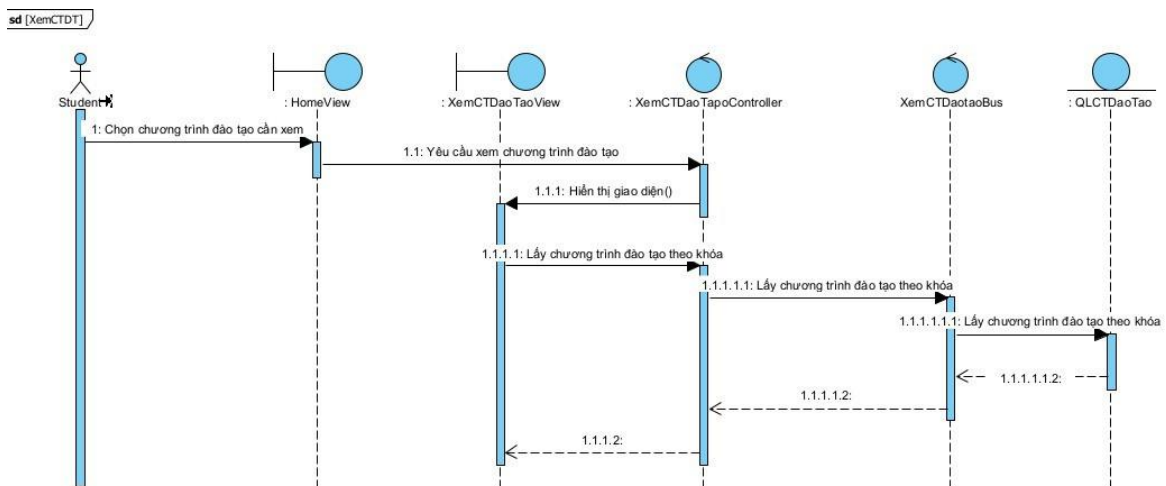 sd [XemCTDT]
Student
: HomeView
: XemCTDaoTaoView
: XemCTDaoTapoController
XemCTDaotaoBus
: QLCTDaoTao
1: Chọn chương trình đào tạo cần xem
1.1: Yêu cầu xem chương trình đào tạo
1.1.1: Hiển thị giao diện()
1.1.1.1: Lấy chương trình đào tạo theo khóa
1.1.1.1.1: Lấy chương trình đào tạo theo khóa
1.1.1.1.1.1: Lấy chương trình đào tạo theo khóa
1.1.1.1.1.2:
1.1.1.1.2:
1.1.1.2: